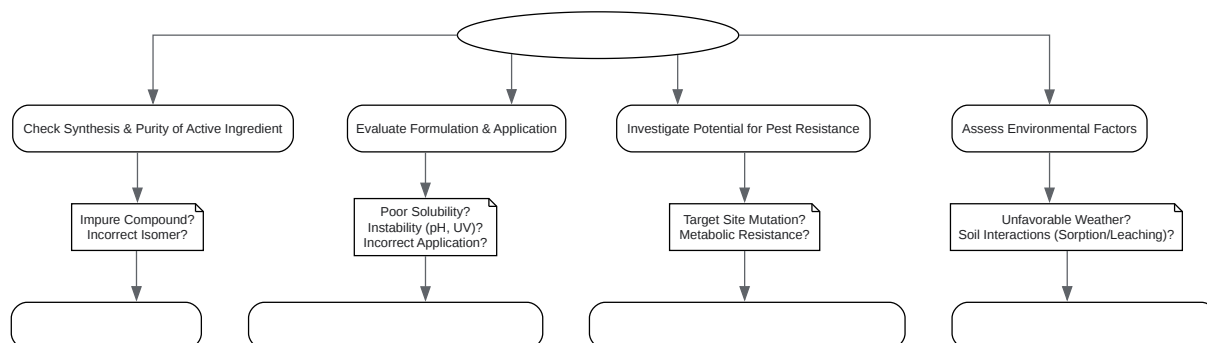 Check Synthesis & Purity of Active Ingredient
Evaluate Formulation & Application
Investigate Potential for Pest Resistance
Assess Environmental Factors
Impure Compound?
Incorrect Isomer?
Poor Solubility?
Instability (pH, UV)?
Incorrect Application?
Target Site Mutation?
Metabolic Resistance?
Unfavorable Weather?
Soil Interactions (Sorption/Leaching)?